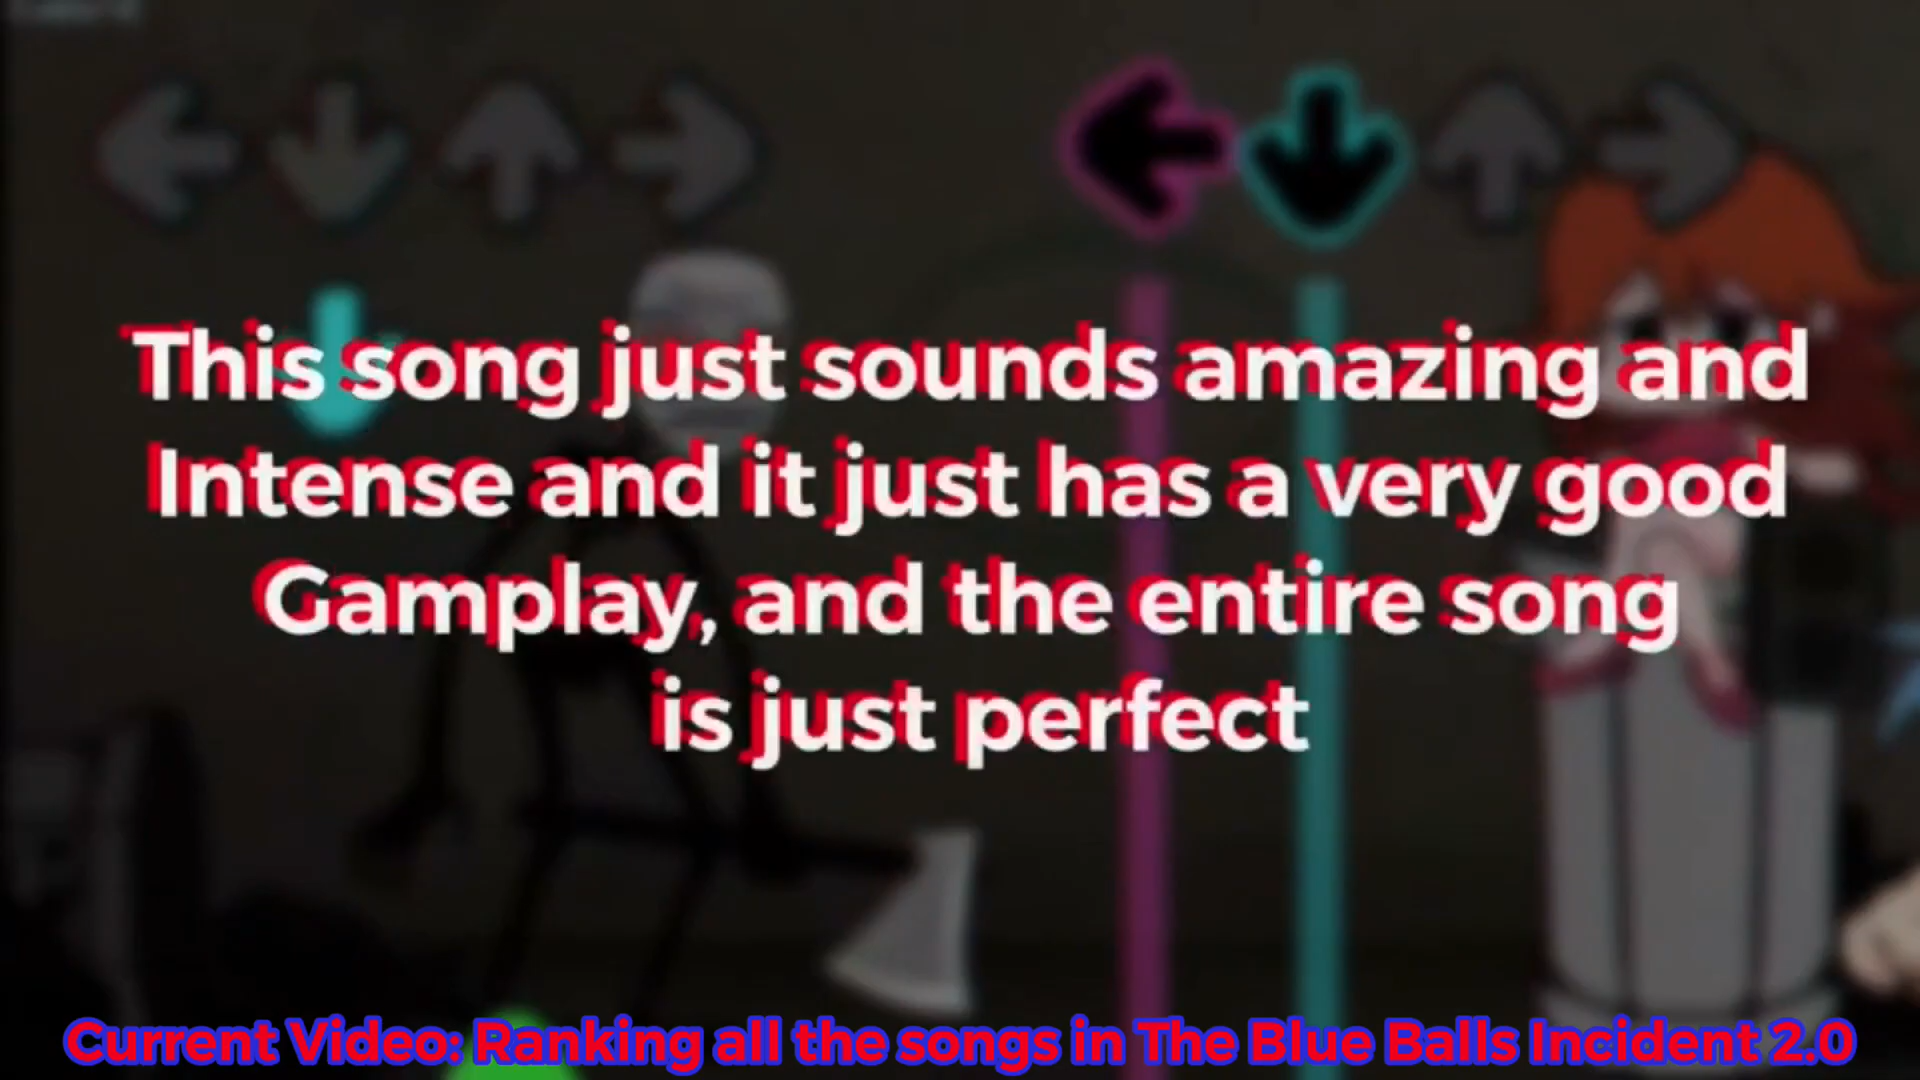 This song just sounds amazing and
Intense and it just has a very good
Gamplay, and the entire song
is just perfect
Current Video: Ranking all the songs in The Blue Balls Incident 2.0